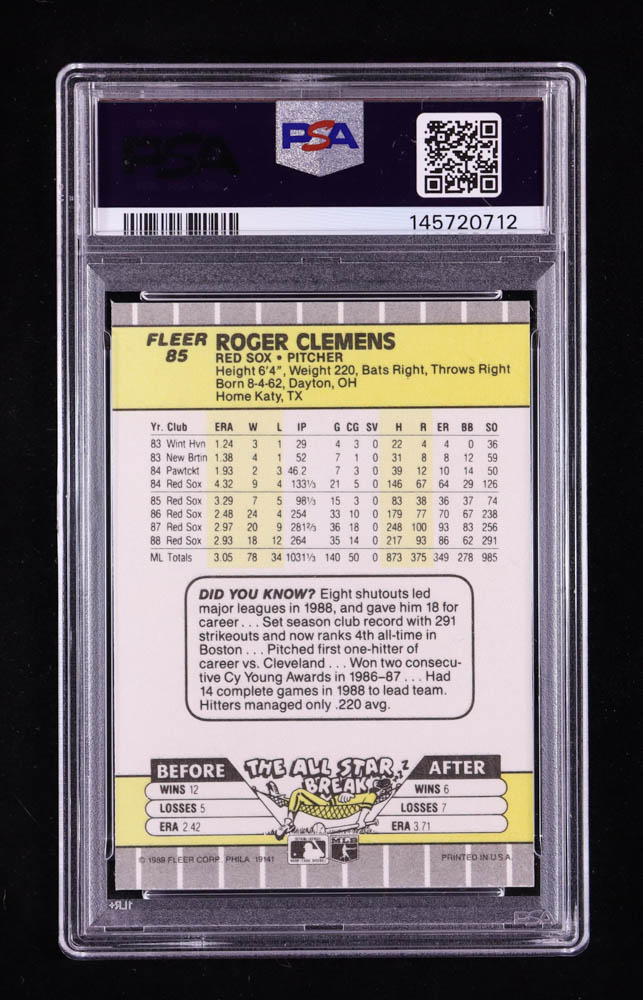 PSA
PSA
145720712
FLEER
85
ROGER CLEMENS
RED SOX • PITCHER
Height 6'4", Weight 220, Bats Right, Throws Right
Born 8-4-62, Dayton, OH
Home Katy, TX
Yr. Club ERA W L IP G CG SV H R ER BB SO
83 Wint Hvn 1.24 3 1 29 4 3 0 22 4 4 0 36
83 New Brtin 1.38 4 1 52 7 1 0 31 8 8 12 59
84 Pawtckt 1.93 2 3 46.2 7 3 0 39 12 10 14 50
84 Red Sox 4.32 9 4 133⅓ 21 5 0 146 67 64 29 126
85 Red Sox 3.29 7 5 98⅓ 15 3 0 83 38 36 37 74
86 Red Sox 2.48 24 4 254 33 10 0 179 77 70 67 238
87 Red Sox 2.97 20 9 281⅔ 36 18 0 248 100 93 83 256
88 Red Sox 2.93 18 12 264 35 14 0 217 93 86 62 291
ML Totals 3.05 78 34 1031⅓ 140 50 0 873 375 349 278 985
DID YOU KNOW? Eight shutouts led
major leagues in 1988, and gave him 18 for
career . . . Set season club record with 291
strikeouts and now ranks 4th all-time in
Boston . . . Pitched first one-hitter of
career vs. Cleveland . . . Won two consecu-
tive Cy Young Awards in 1986–87 . . . Had
14 complete games in 1988 to lead team.
Hitters managed only .220 avg.
BEFORE THE ALL STAR BREAK AFTER
WINS 12 WINS 6
LOSSES 5 LOSSES 7
ERA 2.42 ERA 3.71
© 1989 FLEER CORP., PHILA. 19141 MLB PRINTED IN U.S.A.
PSA